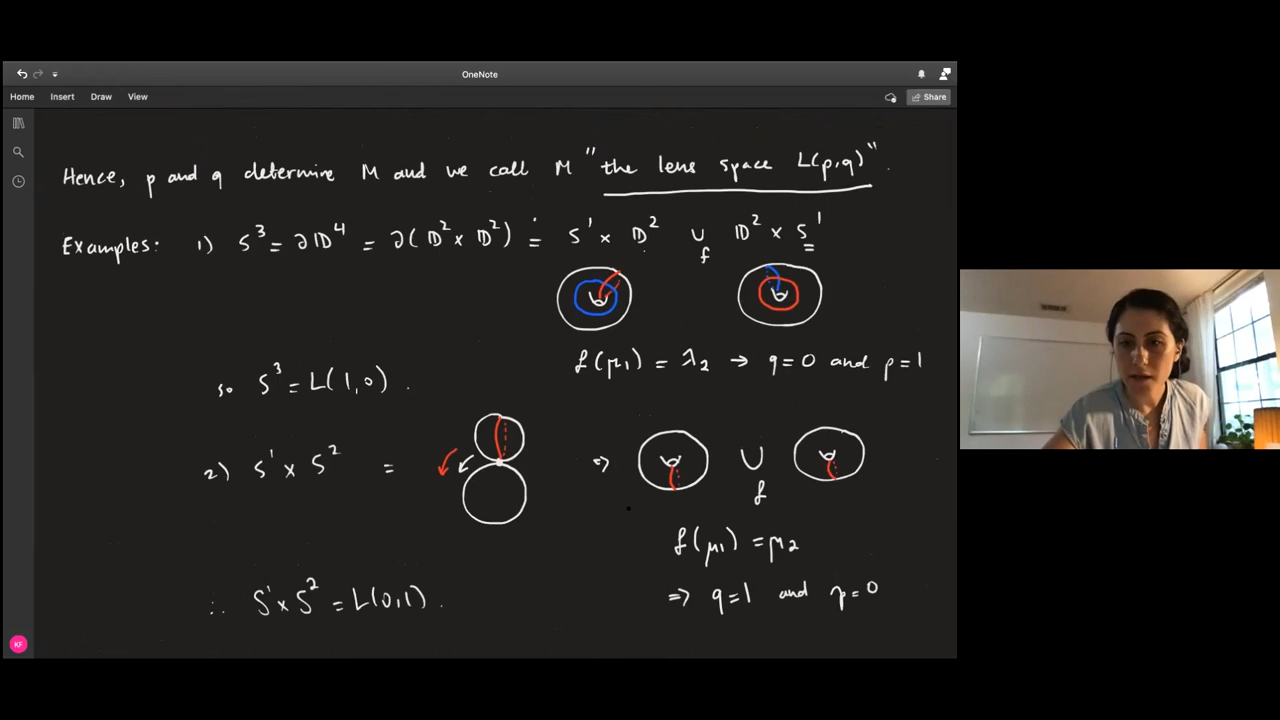 OneNote
Home Insert Draw View Share
Hence, p and q determine M and we call M "the lens space L(p,q)".
Examples: 1) S³ = ∂D⁴ = ∂(D² × D²) = S¹ × D² ∪_f D² × S¹
f(μ₁) = λ₂ → q=0 and p=1
so S³ = L(1,0).
2) S¹ × S² = ⇒ ∪_f
f(μ₁) = μ₂
⇒ q=1 and p=0
∴ S¹ × S² = L(0,1).
KF